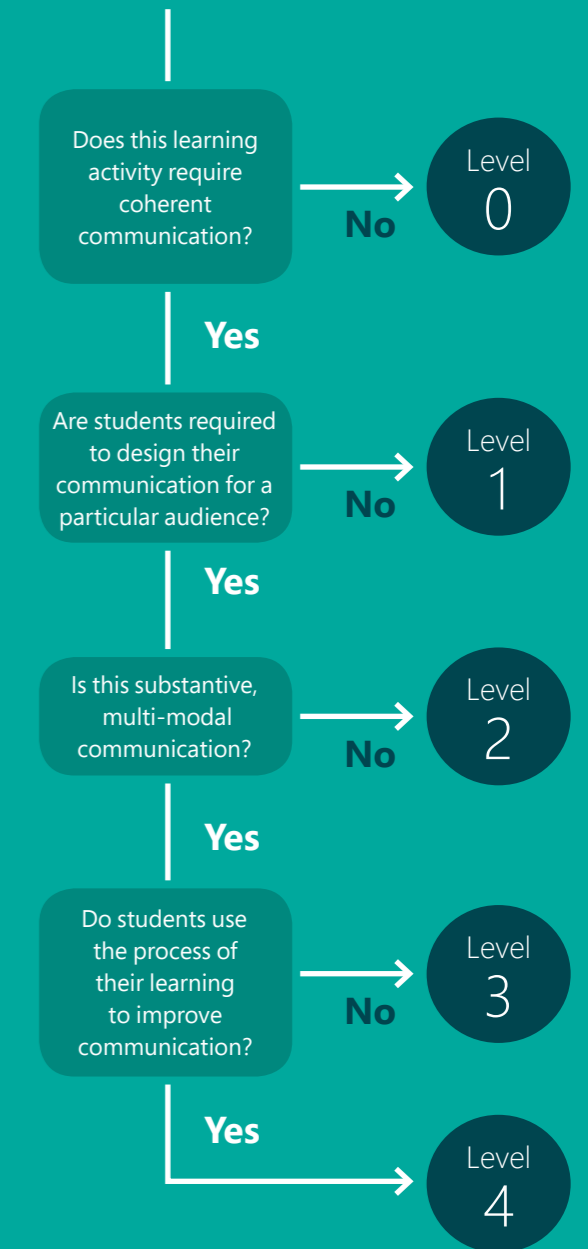 Does this learning
activity require
coherent
communication?
No
Level
0
Yes
Are students required
to design their
communication for a
particular audience?
No
Level
1
Yes
Is this substantive,
multi-modal
communication?
No
Level
2
Yes
Do students use
the process of
their learning
to improve
communication?
No
Level
3
Yes
Level
4